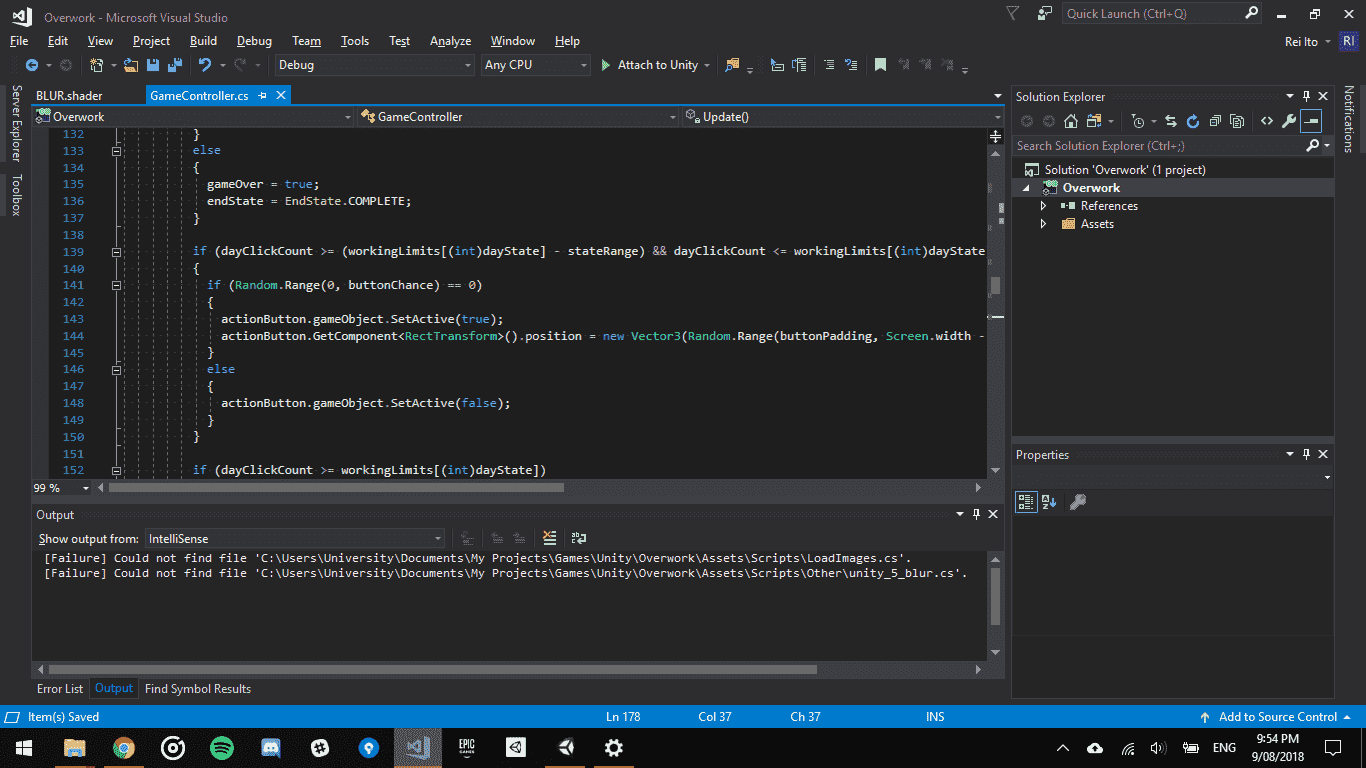 Overwork - Microsoft Visual Studio
Quick Launch (Ctrl+Q)
File Edit View Project Build Debug Team Tools Test Analyze Window Help
Rei Ito RI
Debug Any CPU Attach to Unity
Server Explorer
Toolbox
BLUR.shader GameController.cs
Overwork GameController Update()
132 }
133 else
134 {
135 gameOver = true;
136 endState = EndState.COMPLETE;
137 }
138
139 if (dayClickCount >= (workingLimits[(int)dayState] - stateRange) && dayClickCount <= workingLimits[(int)dayState
140 {
141 if (Random.Range(0, buttonChance) == 0)
142 {
143 actionButton.gameObject.SetActive(true);
144 actionButton.GetComponent<RectTransform>().position = new Vector3(Random.Range(buttonPadding, Screen.width -
145 }
146 else
147 {
148 actionButton.gameObject.SetActive(false);
149 }
150 }
151
152 if (dayClickCount >= workingLimits[(int)dayState])
99 %
Output
Show output from: IntelliSense
[Failure] Could not find file 'C:\Users\University\Documents\My Projects\Games\Unity\Overwork\Assets\Scripts\LoadImages.cs'.
[Failure] Could not find file 'C:\Users\University\Documents\My Projects\Games\Unity\Overwork\Assets\Scripts\Other\unity_5_blur.cs'.
Error List Output Find Symbol Results
Solution Explorer
Search Solution Explorer (Ctrl+;)
Solution 'Overwork' (1 project)
Overwork
References
Assets
Properties
Notifications
Item(s) Saved Ln 178 Col 37 Ch 37 INS Add to Source Control
EPIC
GAMES
ENG
9:54 PM
9/08/2018